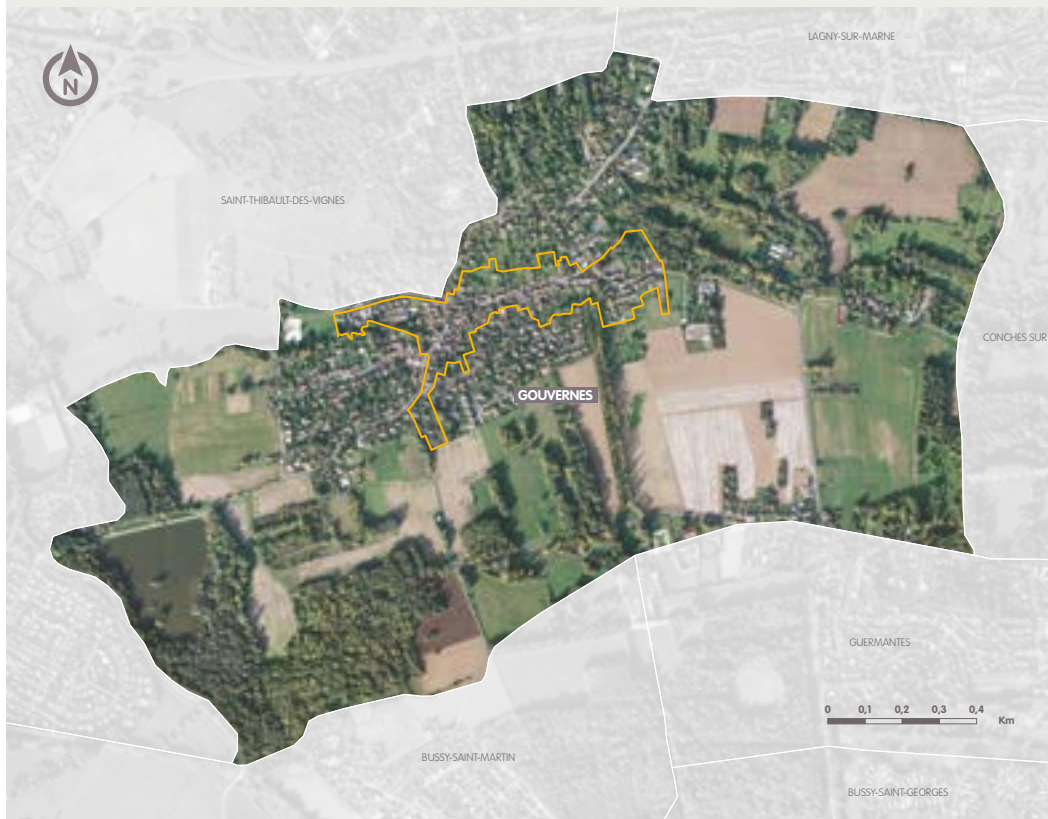 LAGNY-SUR-MARNE
N
SAINT-THIBAULT-DES-VIGNES
CONCHES SUR
GOUVERNES
GUERMANTES
0 0,1 0,2 0,3 0,4 Km
BUSSY-SAINT-MARTIN
BUSSY-SAINT-GEORGES